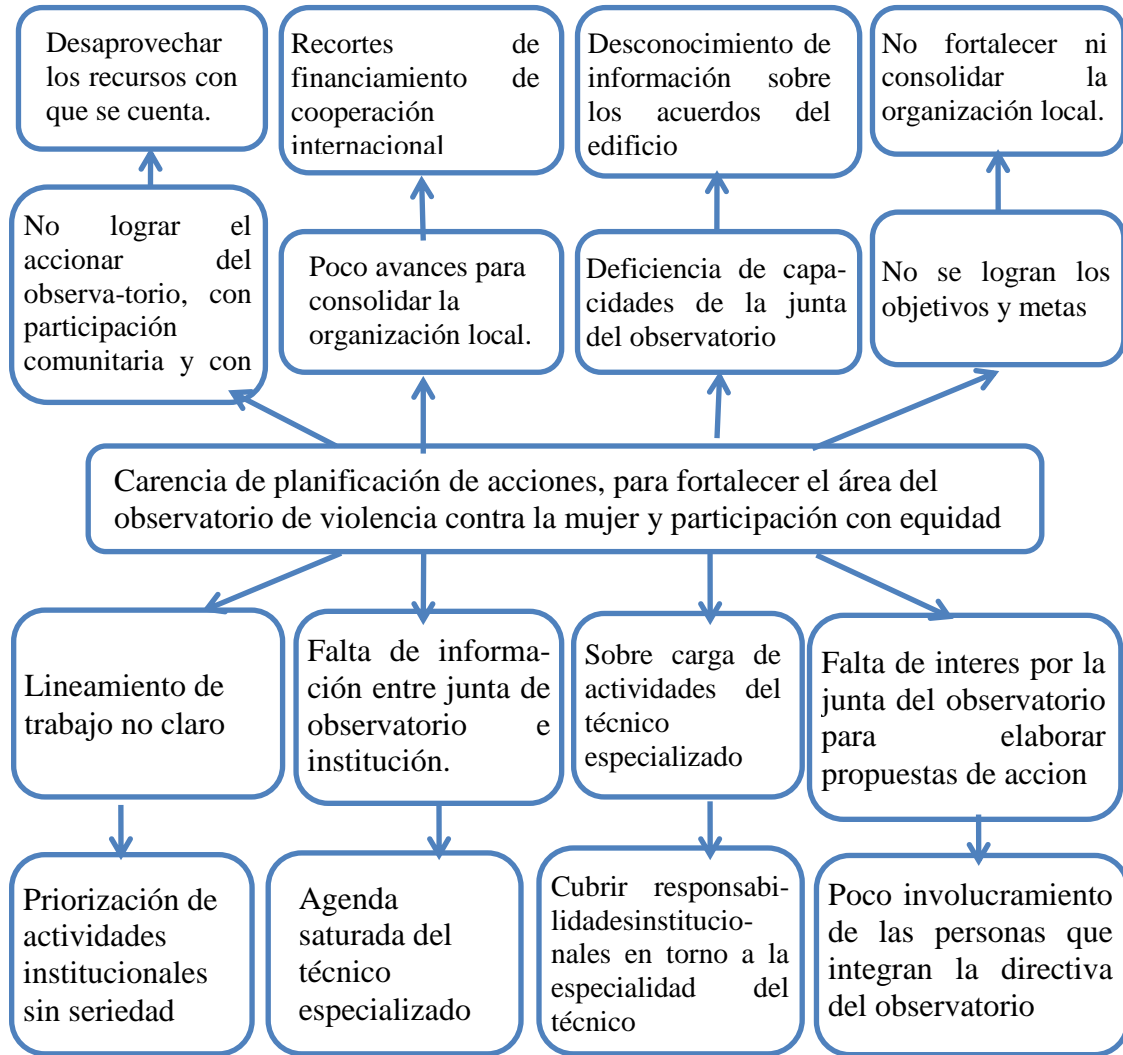 Desaprovechar
los recursos con
que se cuenta.
Recortes de
financiamiento de
cooperación
internacional
Desconocimiento de
información sobre
los acuerdos del
edificio
No fortalecer ni
consolidar la
organización local.
No lograr el
accionar del
observa-torio, con
participación
comunitaria y con
Poco avances para
consolidar la
organización local.
Deficiencia de capa-
cidades de la junta
del observatorio
No se logran los
objetivos y metas
Carencia de planificación de acciones, para fortalecer el área del
observatorio de violencia contra la mujer y participación con equidad
Lineamiento de
trabajo no claro
Falta de informa-
ción entre junta de
observatorio e
institución.
Sobre carga de
actividades del
técnico
especializado
Falta de interes por la
junta del observatorio
para elaborar
propuestas de accion
Priorización de
actividades
institucionales
sin seriedad
Agenda
saturada del
técnico
especializado
Cubrir responsabi-
lidadesinstitucio-
nales en torno a la
especialidad del
técnico
Poco involucramiento
de las personas que
integran la directiva
del observatorio